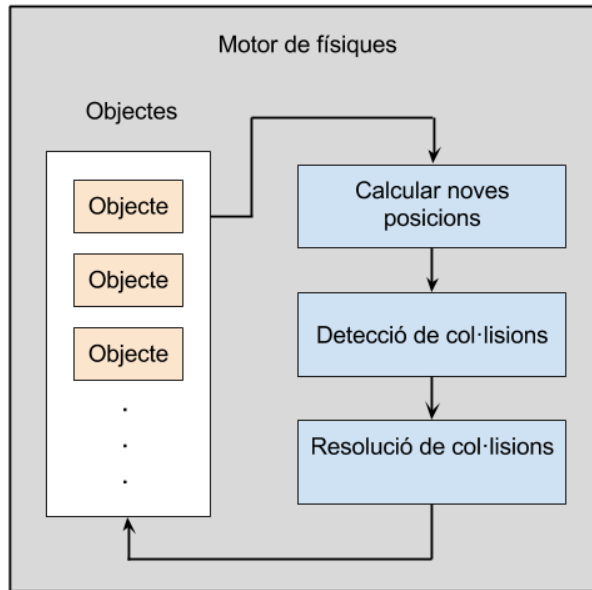 Motor de físiques
Objectes
Objecte
Objecte
Objecte
.
.
.
Calcular noves
posicions
Detecció de col·lisions
Resolució de col·lisions